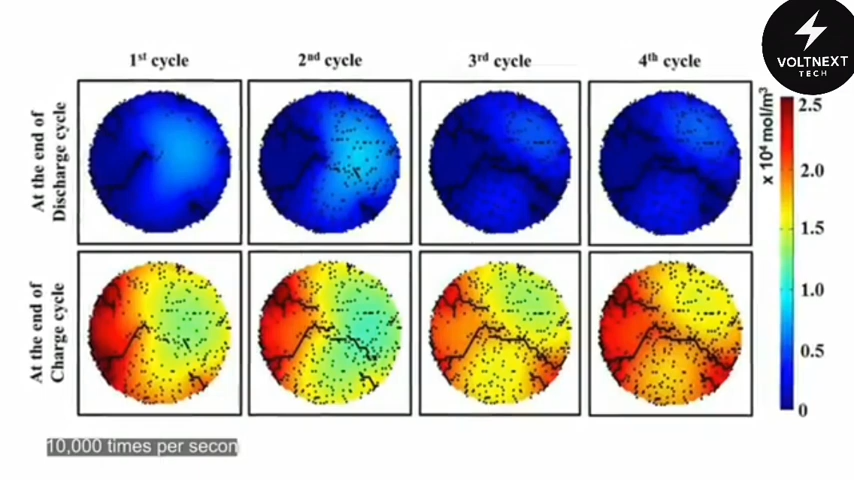 VOLTNEXT
TECH
1st cycle
2nd cycle
3rd cycle
4th cycle
At the end of
Discharge cycle
At the end of
Charge cycle
x 10⁴ mol/m³
2.5
2.0
1.5
1.0
0.5
0
10,000 times per secon